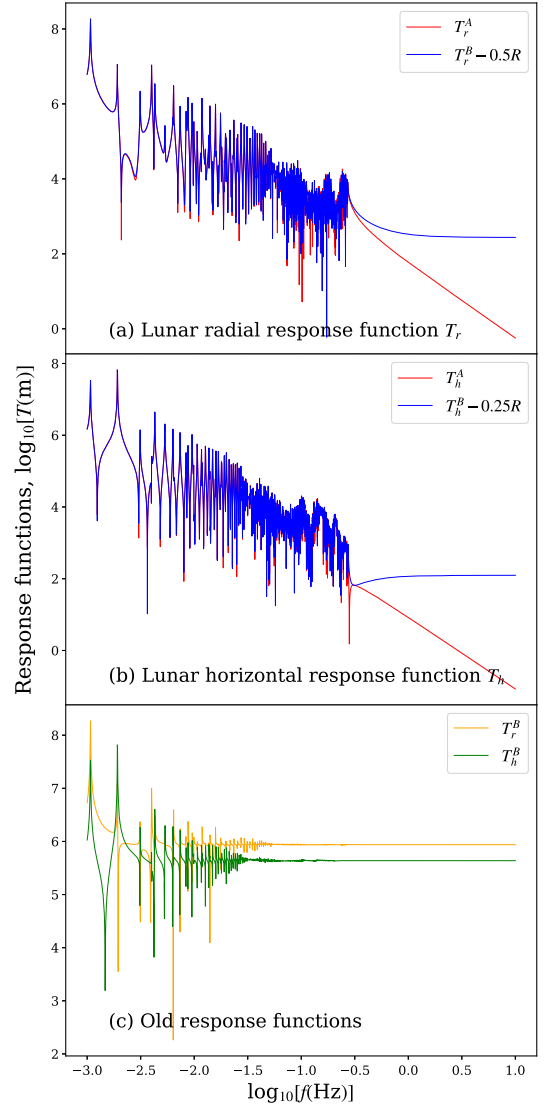 8
6
4
2
0
T_r^A
T_r^B − 0.5R
(a) Lunar radial response function T_r
8
6
4
2
0
T_h^A
T_h^B − 0.25R
(b) Lunar horizontal response function T_h
Response functions, log₁₀[T(m)]
8
7
6
5
4
3
2
T_r^B
T_h^B
(c) Old response functions
−3.0 −2.5 −2.0 −1.5 −1.0 −0.5 0.0 0.5 1.0
log₁₀[f(Hz)]